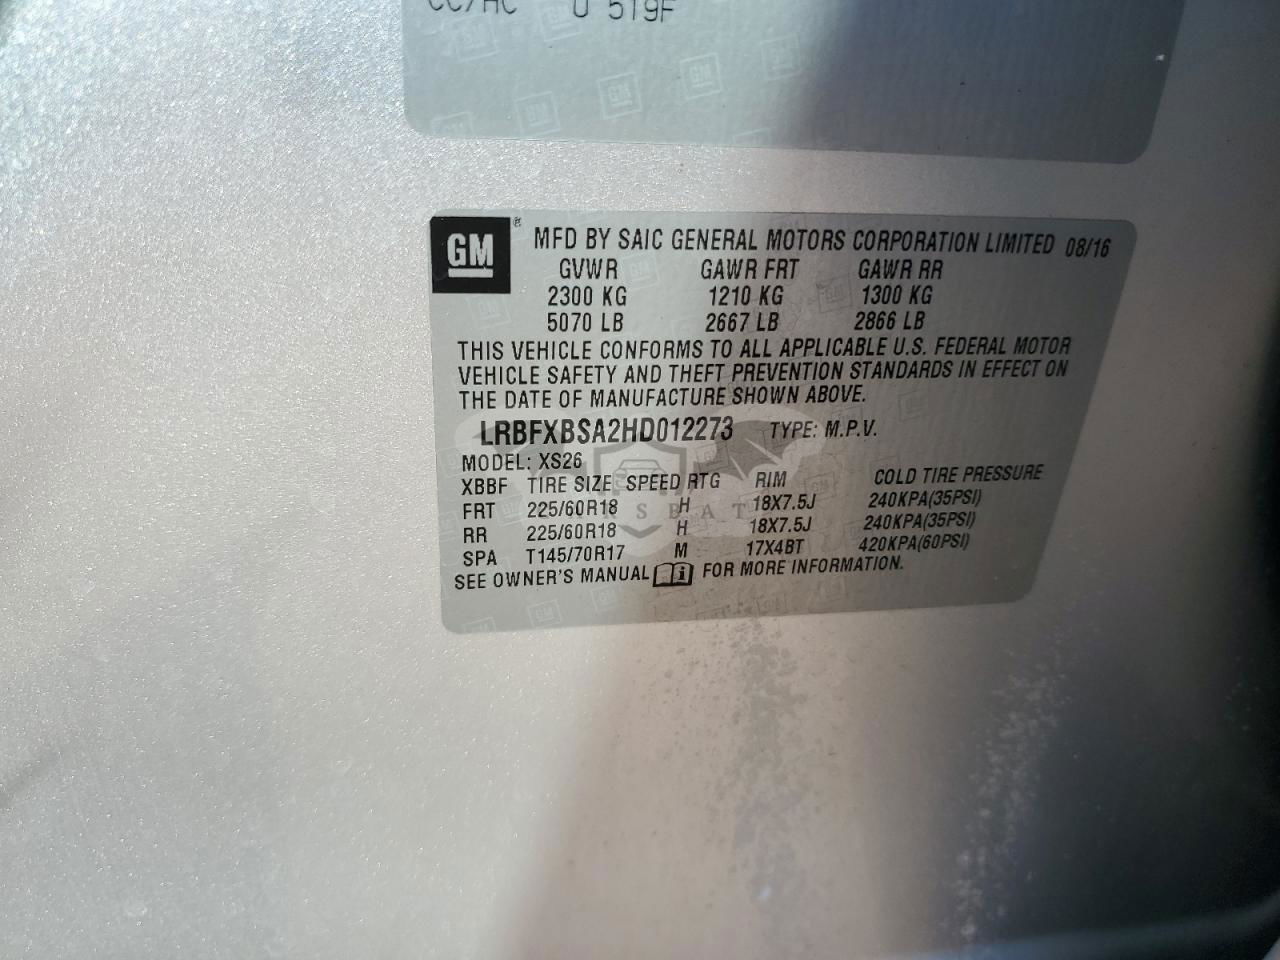 U 519F
GM
MFD BY SAIC GENERAL MOTORS CORPORATION LIMITED 08/16
GVWR GAWR FRT GAWR RR
2300 KG 1210 KG 1300 KG
5070 LB 2667 LB 2866 LB
THIS VEHICLE CONFORMS TO ALL APPLICABLE U.S. FEDERAL MOTOR
VEHICLE SAFETY AND THEFT PREVENTION STANDARDS IN EFFECT ON
THE DATE OF MANUFACTURE SHOWN ABOVE.
LRBFXBSA2HD012273 TYPE: M.P.V.
MODEL: XS26
XBBF TIRE SIZE SPEED RTG RIM COLD TIRE PRESSURE
FRT 225/60R18 H 18X7.5J 240KPA(35PSI)
RR 225/60R18 H 18X7.5J 240KPA(35PSI)
SPA T145/70R17 M 17X4BT 420KPA(60PSI)
SEE OWNER'S MANUAL FOR MORE INFORMATION.